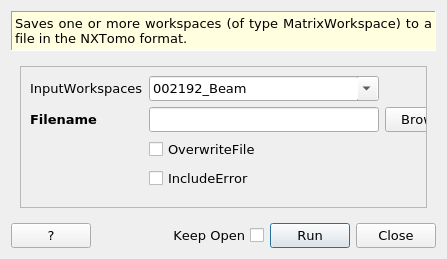 Saves one or more workspaces (of type MatrixWorkspace) to a
file in the NXTomo format.
InputWorkspaces 002192_Beam
Filename Brow
OverwriteFile
IncludeError
? Keep Open Run Close